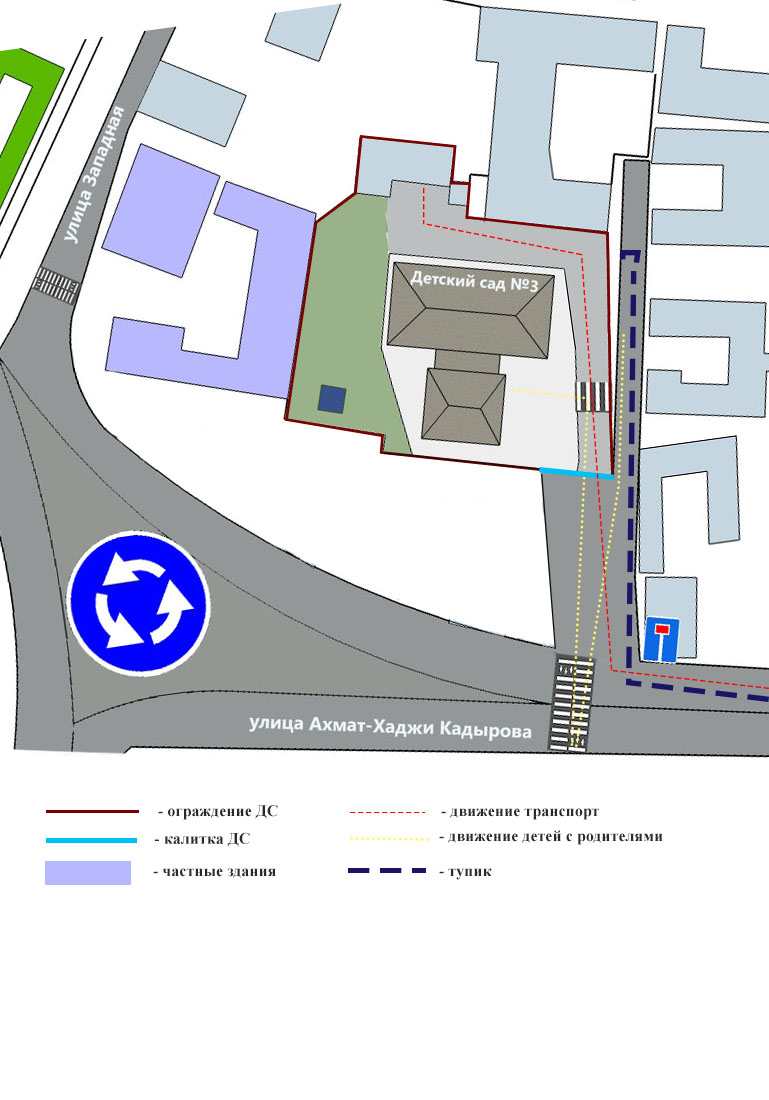 улица Западная
Детский сад №3
улица Ахмат-Хаджи Кадырова
- ограждение ДС
- движение транспорт
- калитка ДС
- движение детей с родителями
- частные здания
- тупик